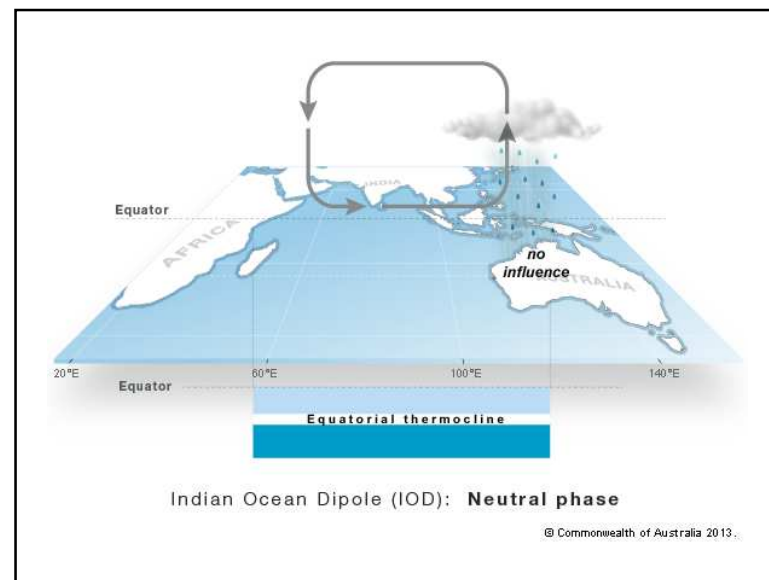 INDIA
Equator
AFRICA
no
influence
AUSTRALIA
20°E
60°E
100°E
140°E
Equator
Equatorial thermocline
Indian Ocean Dipole (IOD): Neutral phase
© Commonwealth of Australia 2013.